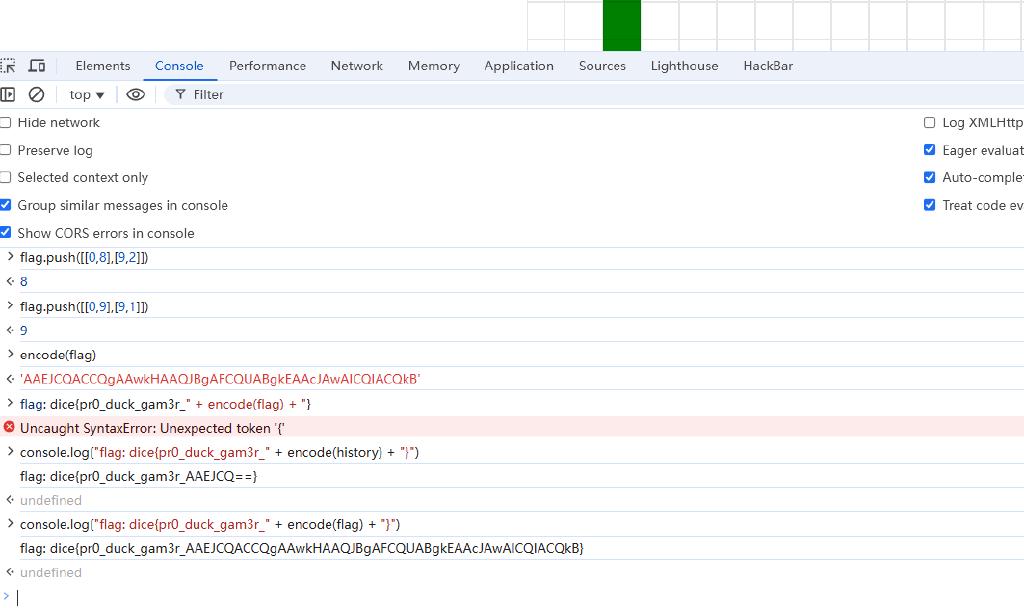 Elements Console Performance Network Memory Application Sources Lighthouse HackBar
top ▼ Filter
Hide network Log XMLHttp
Preserve log Eager evaluat
Selected context only Auto-complet
Group similar messages in console Treat code ev
Show CORS errors in console
> flag.push([[0,8],[9,2]])
<· 8
> flag.push([[0,9],[9,1]])
<· 9
> encode(flag)
<· 'AAEJCQACCQgAAwkHAAQJBgAFCQUABgkEAAcJAwAICQIACQkB'
> flag: dice{pr0_duck_gam3r_" + encode(flag) + "}
Uncaught SyntaxError: Unexpected token '{'
> console.log("flag: dice{pr0_duck_gam3r_" + encode(history) + "}")
flag: dice{pr0_duck_gam3r_AAEJCQ==}
<· undefined
> console.log("flag: dice{pr0_duck_gam3r_" + encode(flag) + "}")
flag: dice{pr0_duck_gam3r_AAEJCQACCQgAAwkHAAQJBgAFCQUABgkEAAcJAwAICQIACQkB}
<· undefined
>